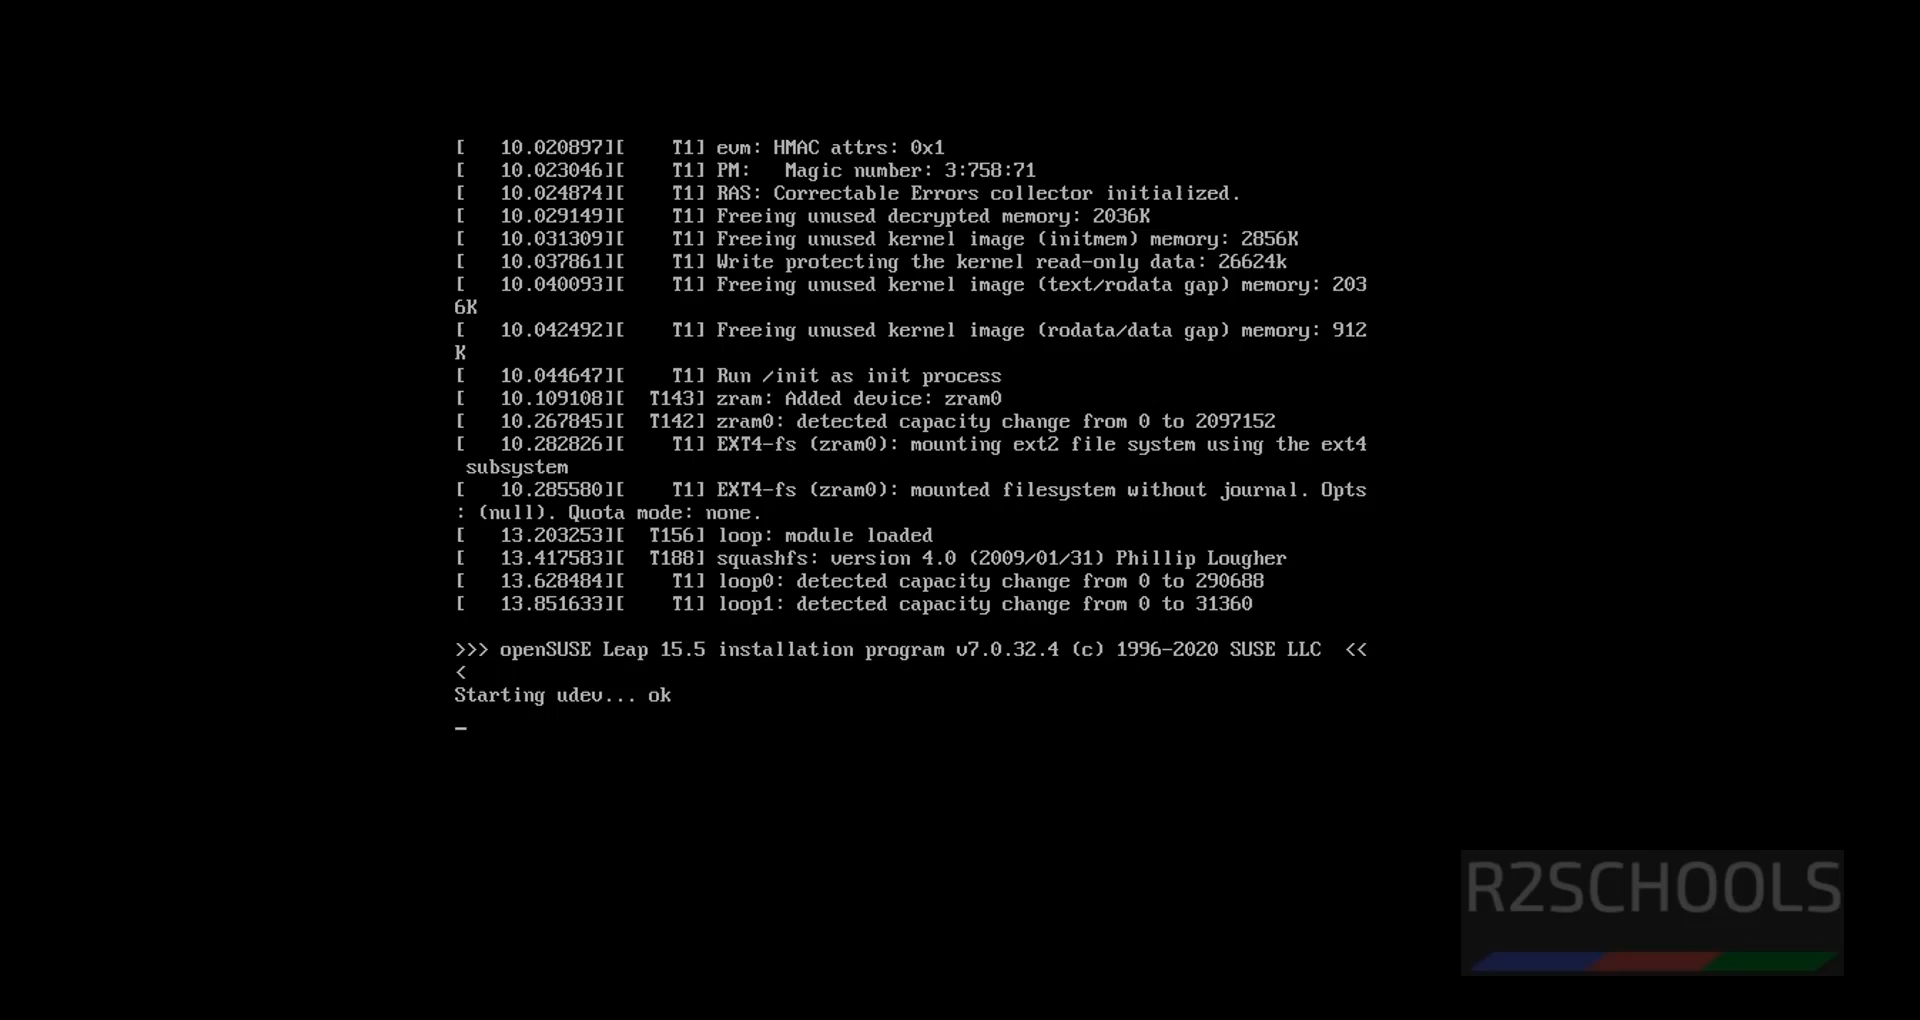 [   10.020897][    T1] evm: HMAC attrs: 0x1
[   10.023046][    T1] PM:   Magic number: 3:758:71
[   10.024874][    T1] RAS: Correctable Errors collector initialized.
[   10.029149][    T1] Freeing unused decrypted memory: 2036K
[   10.031309][    T1] Freeing unused kernel image (initmem) memory: 2856K
[   10.037861][    T1] Write protecting the kernel read-only data: 26624k
[   10.040093][    T1] Freeing unused kernel image (text/rodata gap) memory: 203
6K
[   10.042492][    T1] Freeing unused kernel image (rodata/data gap) memory: 912
K
[   10.044647][    T1] Run /init as init process
[   10.109108][  T143] zram: Added device: zram0
[   10.267845][  T142] zram0: detected capacity change from 0 to 2097152
[   10.282826][    T1] EXT4-fs (zram0): mounting ext2 file system using the ext4
 subsystem
[   10.285580][    T1] EXT4-fs (zram0): mounted filesystem without journal. Opts
: (null). Quota mode: none.
[   13.203253][  T156] loop: module loaded
[   13.417583][  T188] squashfs: version 4.0 (2009/01/31) Phillip Lougher
[   13.628484][    T1] loop0: detected capacity change from 0 to 290688
[   13.851633][    T1] loop1: detected capacity change from 0 to 31360
>>> openSUSE Leap 15.5 installation program v7.0.32.4 (c) 1996-2020 SUSE LLC  <<
<
Starting udev... ok
_
R2SCHOOLS